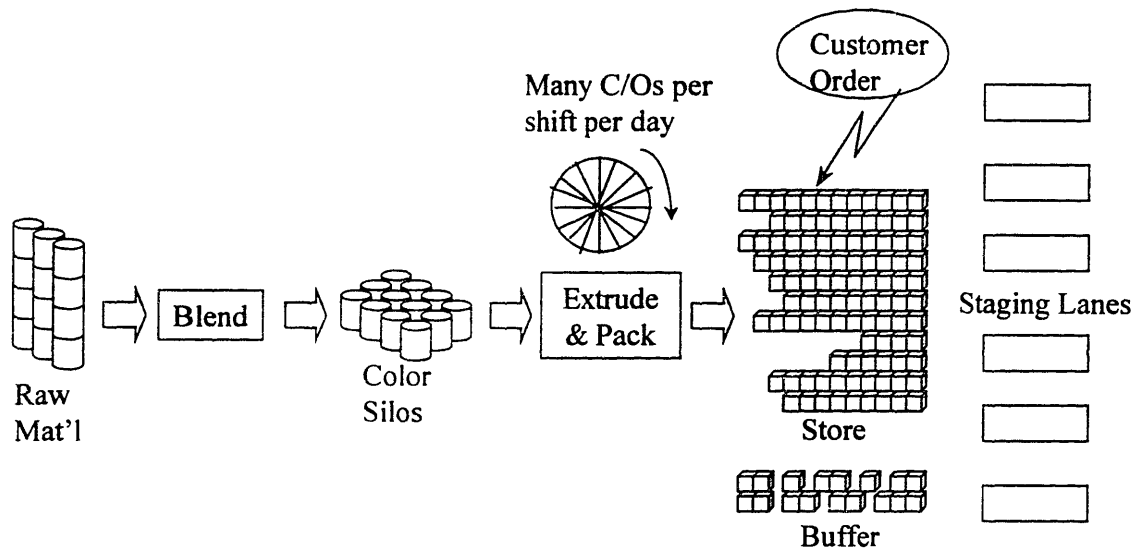 Customer
Order
Many C/Os per
shift per day
Raw
Mat'l
Blend
Color
Silos
Extrude
& Pack
Store
Buffer
Staging Lanes